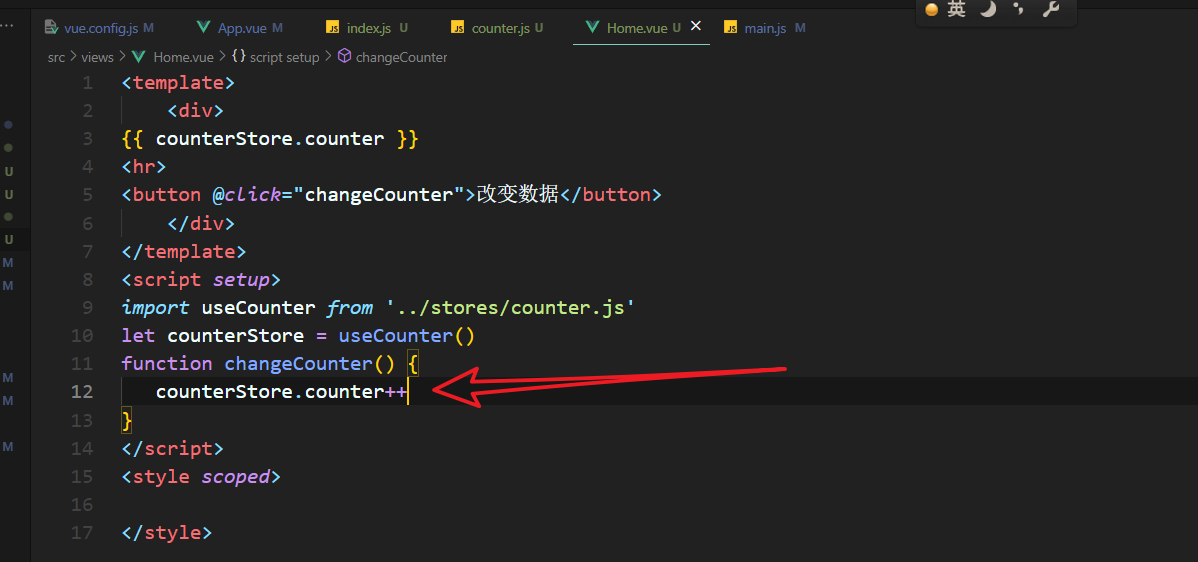 英
vue.config.js M App.vue M JS index.js U JS counter.js U Home.vue U JS main.js M
src > views > Home.vue > {} script setup > changeCounter
1 <template>
2 <div>
3 {{ counterStore.counter }}
4 <hr>
5 <button @click="changeCounter">改变数据</button>
6 </div>
7 </template>
8 <script setup>
9 import useCounter from '../stores/counter.js'
10 let counterStore = useCounter()
11 function changeCounter() {
12 counterStore.counter++
13 }
14 </script>
15 <style scoped>
16
17 </style>
U
U
U
M
M
M
M
M